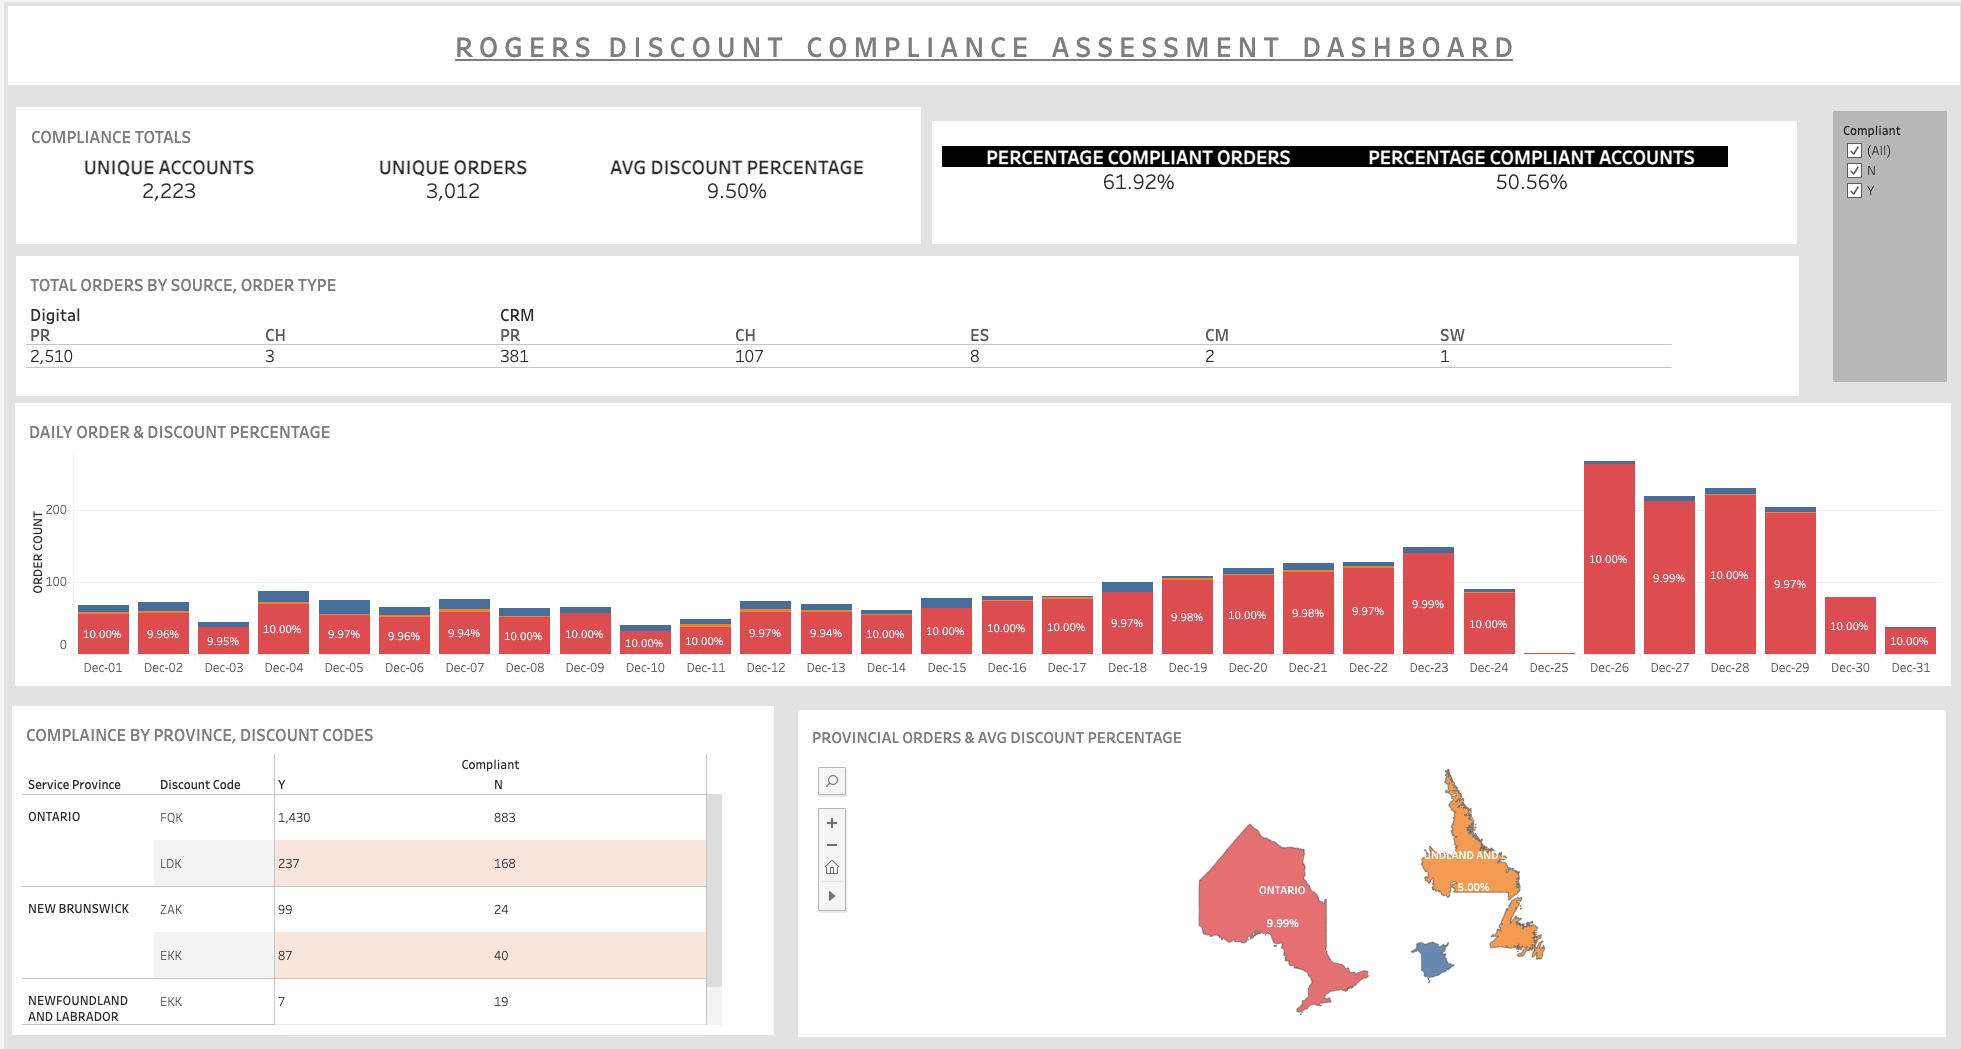 ROGERS DISCOUNT COMPLIANCE ASSESSMENT DASHBOARD
COMPLIANCE TOTALS
UNIQUE ACCOUNTS UNIQUE ORDERS AVG DISCOUNT PERCENTAGE
2,223 3,012 9.50%
PERCENTAGE COMPLIANT ORDERS PERCENTAGE COMPLIANT ACCOUNTS
61.92% 50.56%
Compliant
(All)
N
Y
TOTAL ORDERS BY SOURCE, ORDER TYPE
Digital CRM
PR CH PR CH ES CM SW
2,510 3 381 107 8 2 1
DAILY ORDER & DISCOUNT PERCENTAGE
ORDER COUNT
200
100
0
10.00% 9.96% 9.95% 10.00% 9.97% 9.96% 9.94% 10.00% 10.00% 10.00% 10.00% 9.97% 9.94% 10.00% 10.00% 10.00% 10.00% 9.97% 9.98% 10.00% 9.98% 9.97% 9.99% 10.00% 10.00% 9.99% 10.00% 9.97% 10.00% 10.00%
Dec-01 Dec-02 Dec-03 Dec-04 Dec-05 Dec-06 Dec-07 Dec-08 Dec-09 Dec-10 Dec-11 Dec-12 Dec-13 Dec-14 Dec-15 Dec-16 Dec-17 Dec-18 Dec-19 Dec-20 Dec-21 Dec-22 Dec-23 Dec-24 Dec-25 Dec-26 Dec-27 Dec-28 Dec-29 Dec-30 Dec-31
COMPLAINCE BY PROVINCE, DISCOUNT CODES
Compliant
Service Province Discount Code Y N
ONTARIO FQK 1,430 883
LDK 237 168
NEW BRUNSWICK ZAK 99 24
EKK 87 40
NEWFOUNDLAND EKK 7 19
AND LABRADOR
PROVINCIAL ORDERS & AVG DISCOUNT PERCENTAGE
UNDLAND AND
5.00%
ONTARIO
9.99%